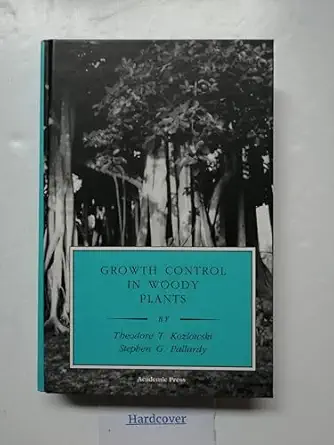 GROWTH CONTROL
IN WOODY
PLANTS
BY
Theodore T. Kozlowski
Stephen G. Pallardy
Academic Press
Hardcover